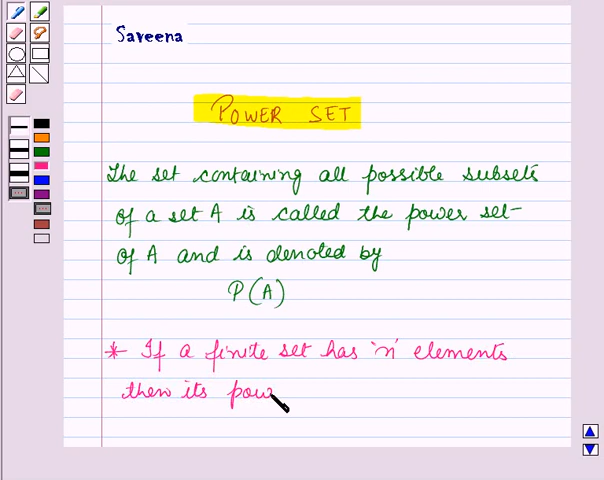 Saveena
POWER SET
The set containing all possible subsets
of a set A is called the power set
of A and is denoted by
P(A)
* If a finite set has 'n' elements
then its pow